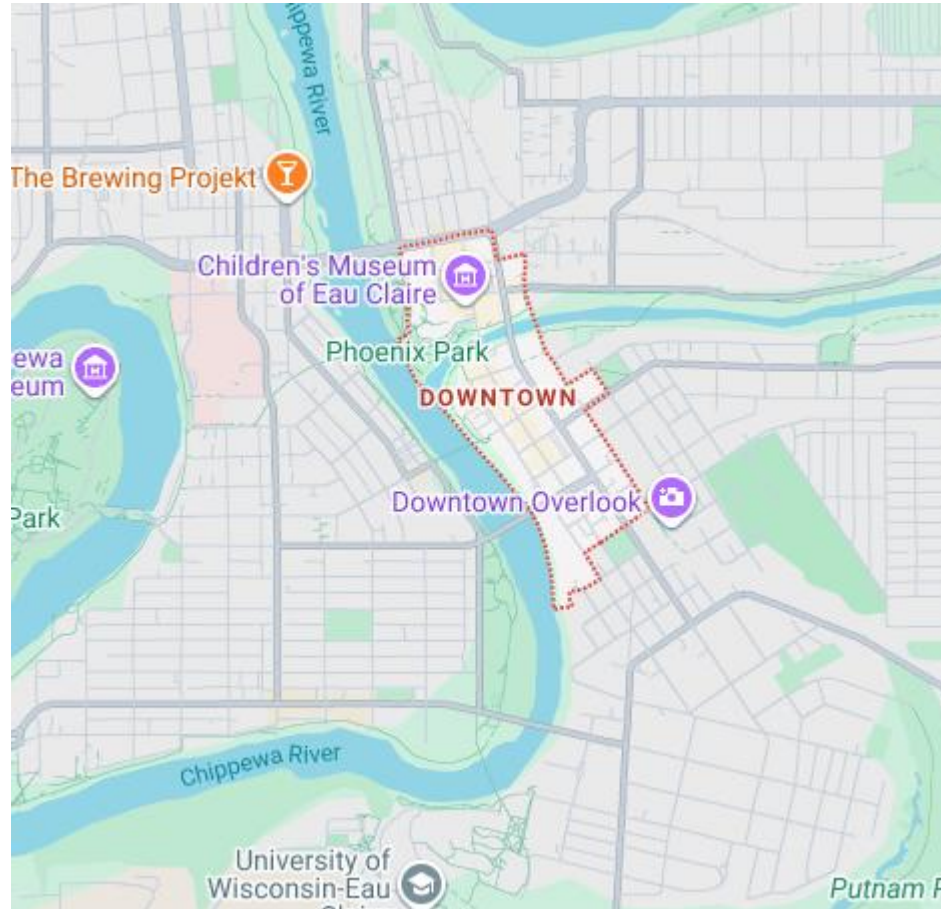 Chippewa River
The Brewing Projekt
Children's Museum
of Eau Claire
Phoenix Park
ewa
eum
DOWNTOWN
Downtown Overlook
Park
Chippewa River
University of
Wisconsin-Eau
Putnam